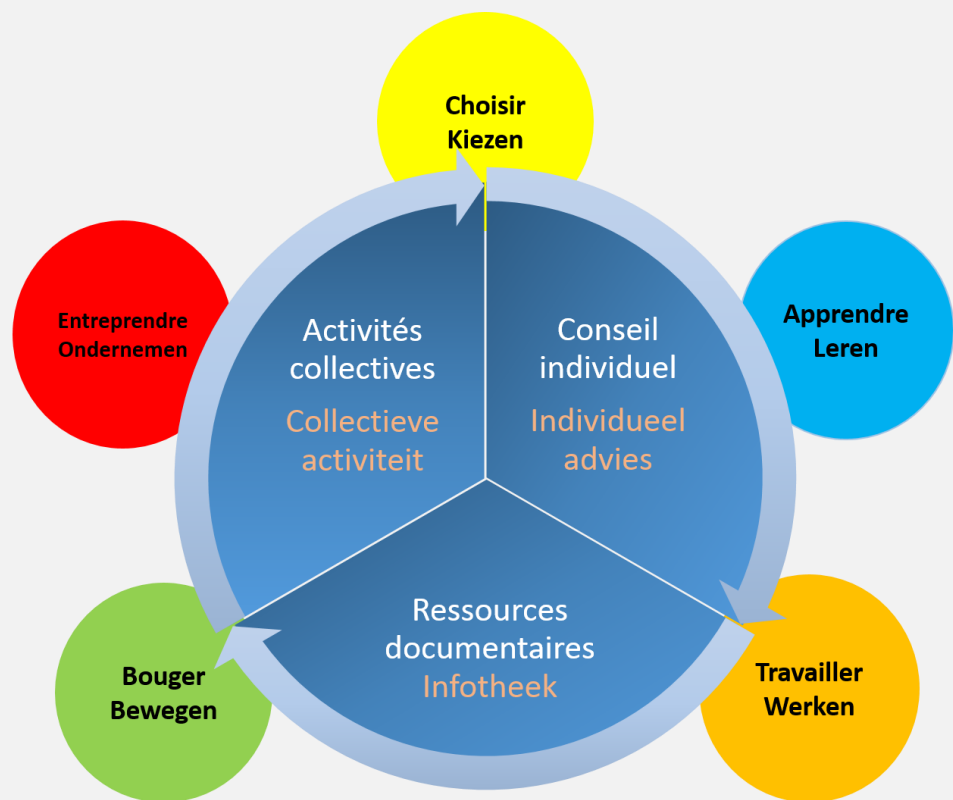 Choisir
Kiezen
Entreprendre
Ondernemen
Activités
collectives
Collectieve
activiteit
Conseil
individuel
Individueel
advies
Apprendre
Leren
Ressources
documentaires
Infotheek
Bouger
Bewegen
Travailler
Werken